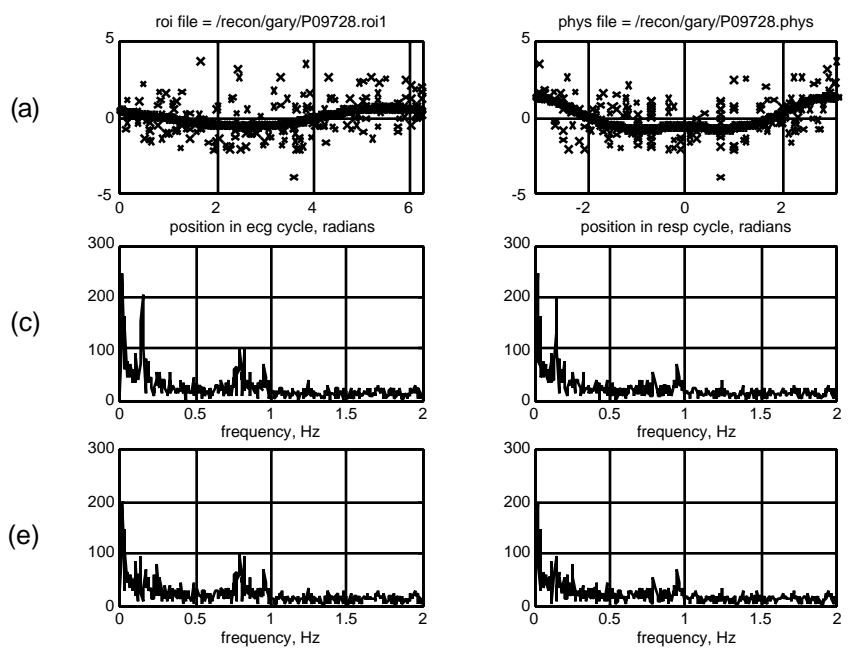 roi file = /recon/gary/P09728.roi1
phys file = /recon/gary/P09728.phys
(a)
5
0
-5
0 2 4 6
position in ecg cycle, radians
5
0
-5
-2 0 2
position in resp cycle, radians
(c)
300
200
100
0
0 0.5 1 1.5 2
frequency, Hz
300
200
100
0
0 0.5 1 1.5 2
frequency, Hz
(e)
300
200
100
0
0 0.5 1 1.5 2
frequency, Hz
300
200
100
0
0 0.5 1 1.5 2
frequency, Hz